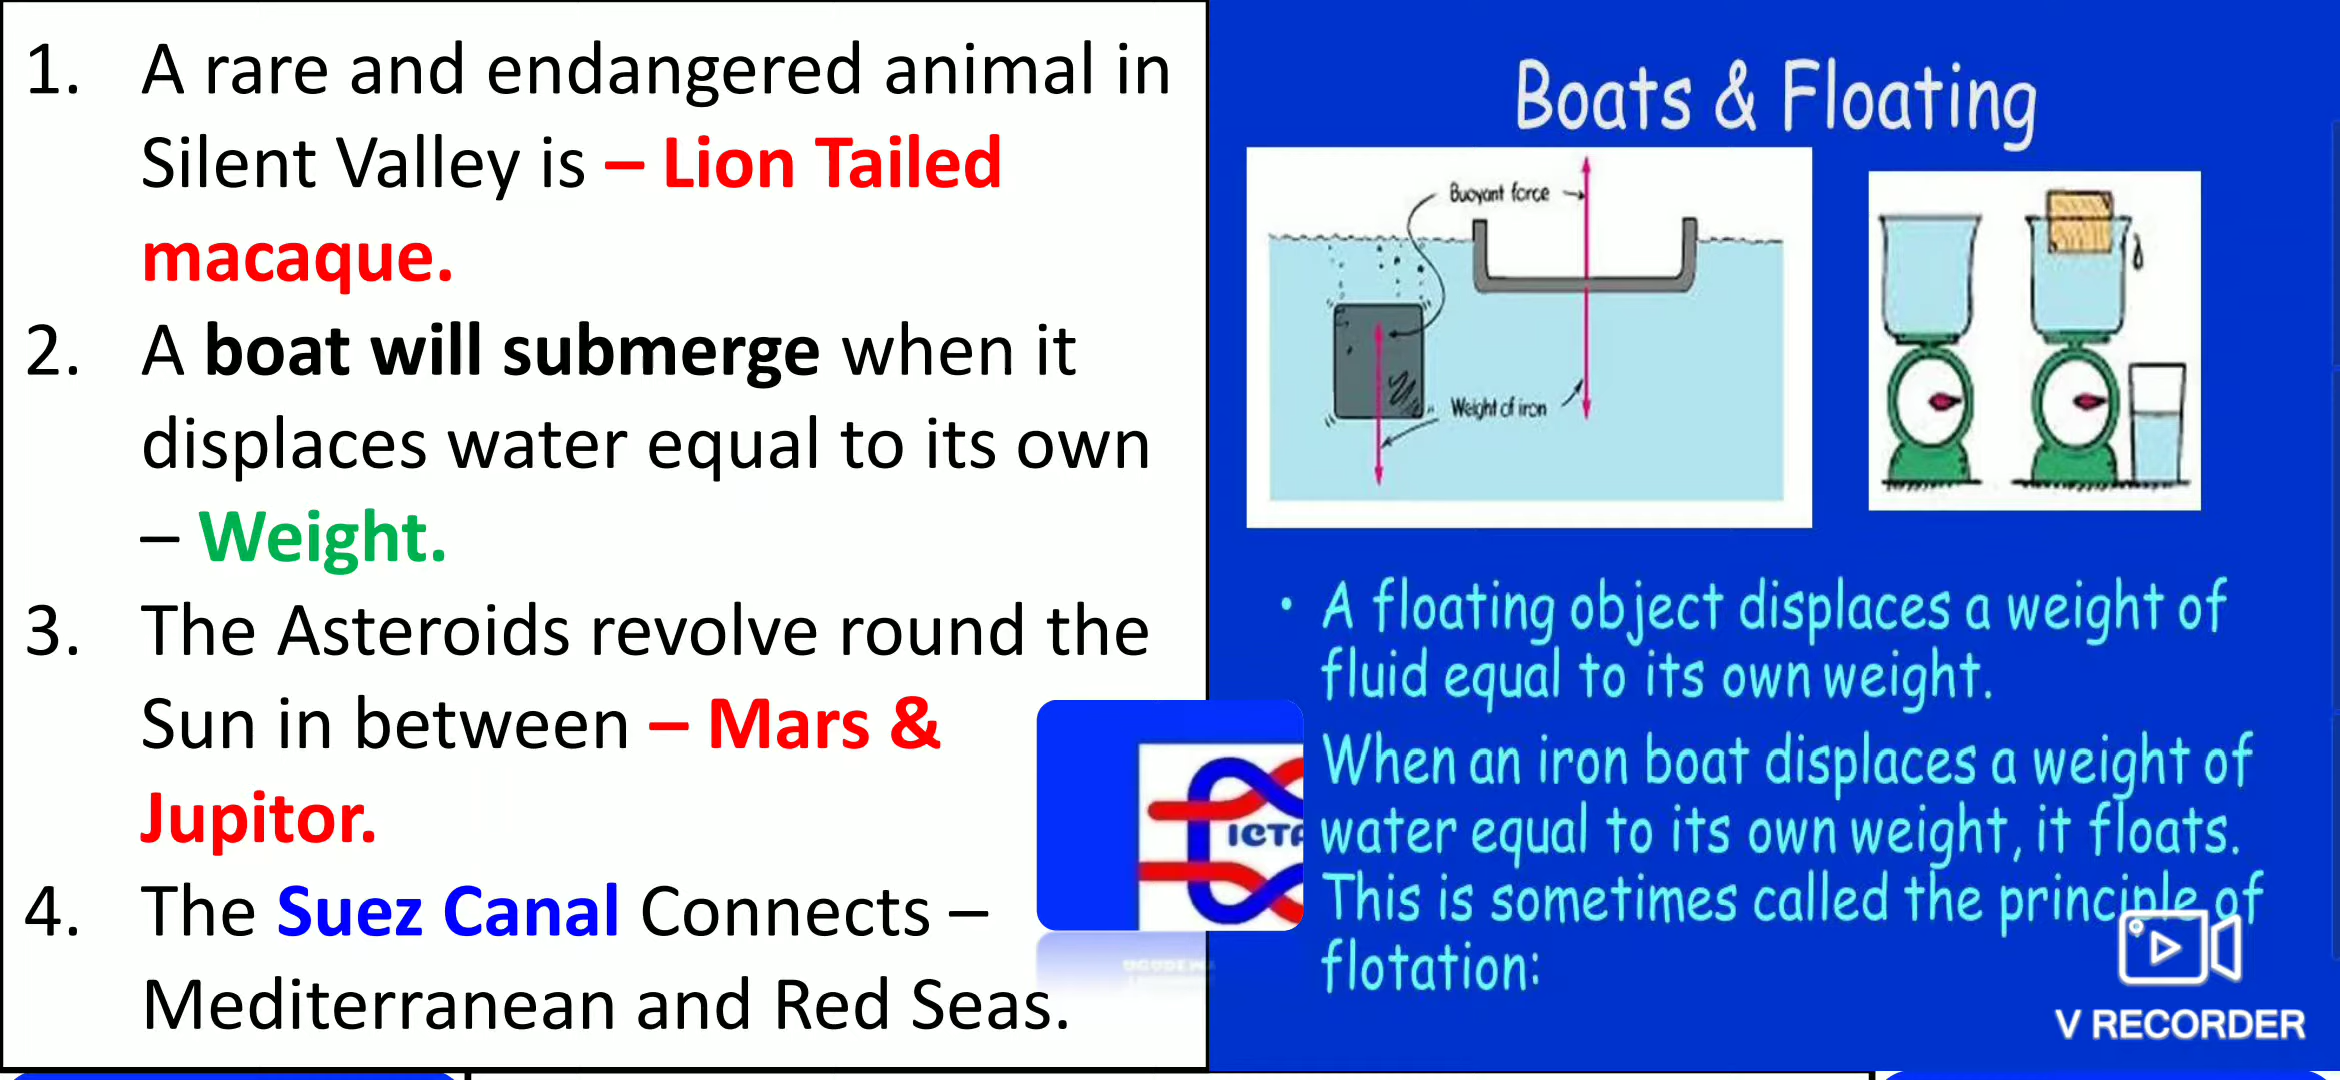 1. A rare and endangered animal in
Silent Valley is – Lion Tailed
macaque.
2. A boat will submerge when it
displaces water equal to its own
– Weight.
3. The Asteroids revolve round the
Sun in between – Mars &
Jupitor.
4. The Suez Canal Connects –
Mediterranean and Red Seas.
Boats & Floating
Buoyant force
Weight of iron
• A floating object displaces a weight of
fluid equal to its own weight.
When an iron boat displaces a weight of
water equal to its own weight, it floats.
This is sometimes called the principle of
flotation:
V RECORDER